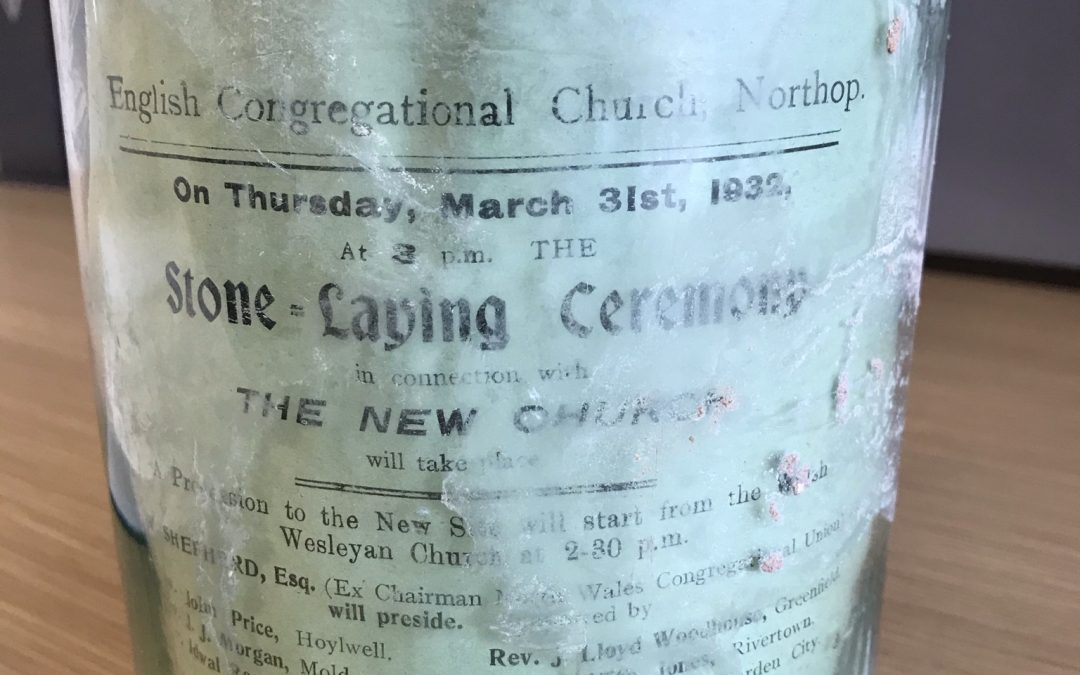 English Congregational Church, Northop.
On Thursday, March 31st, 1932,
At 3 p.m. THE
Stone-Laying Ceremony
in connection with
THE NEW CHURCH
will take place
A Procession to the New Site will start from the Welsh
Wesleyan Church at 2-30 p.m.
SHEPHERD, Esq. (Ex Chairman North Wales Congregational Union)
will preside. by
John Price, Hoylwell. Rev. J Lloyd Woodhouse, Greenfield
I. J. Morgan, Mold. Jones, Rivertown.
Idwal City.